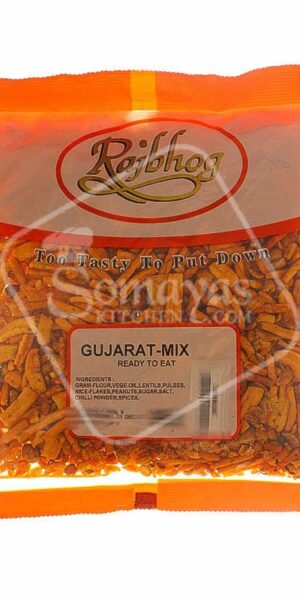 Rajbhog
Too Tasty To Put Down
Somayas
KITCHEN.CA.COM
GUJARAT-MIX
READY TO EAT
INGREDIENTS :
GRAM-FLOUR,VEGE-OIL,LENTILS,PULSES,
RICE-FLAKES,PEANUTS,SUGAR,SALT,
CHILLI POWDER,SPICES.